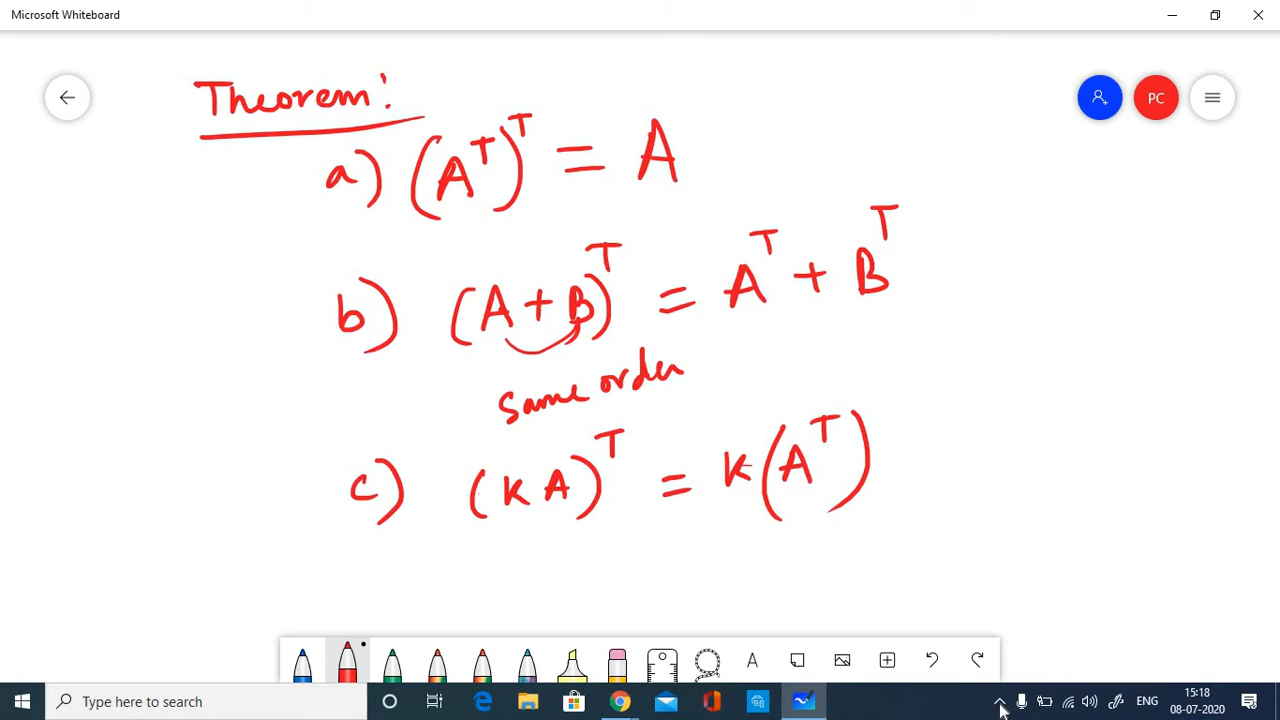 Microsoft Whiteboard
Theorem:
PC
a) (A^T)^T = A
b) (A + B)^T = A^T + B^T
same order
c) (KA)^T = K(A^T)
A
Type here to search
ENG
15:18
08-07-2020